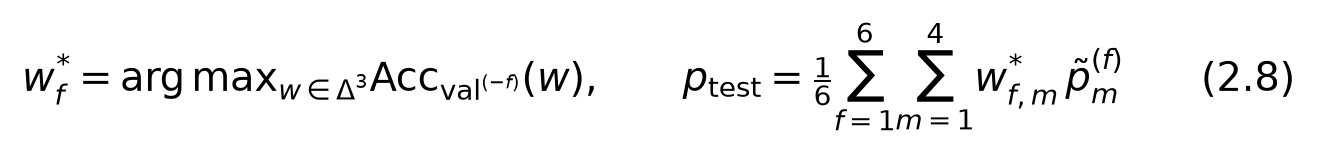 w*_f = arg max_{w ∈ Δ³} Acc_{val^{(−f)}}(w),  p_test = 1/6 ∑_{f=1}^{6} ∑_{m=1}^{4} w*_{f,m} p̃_m^{(f)}  (2.8)